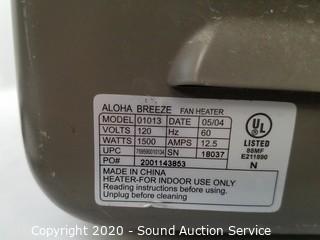 ALOHA BREEZE FAN HEATER
MODEL 01013 DATE 05/04
VOLTS 120 Hz 60
WATTS 1500 AMPS 12.5
UPC SN 18037
PO# 2001143853
UL
LISTED
88MF
E211890
N
MADE IN CHINA
HEATER-FOR INDOOR USE ONLY
Reading instructions before using.
Unplug before cleaning
Copyright 2020 - Sound Auction Service